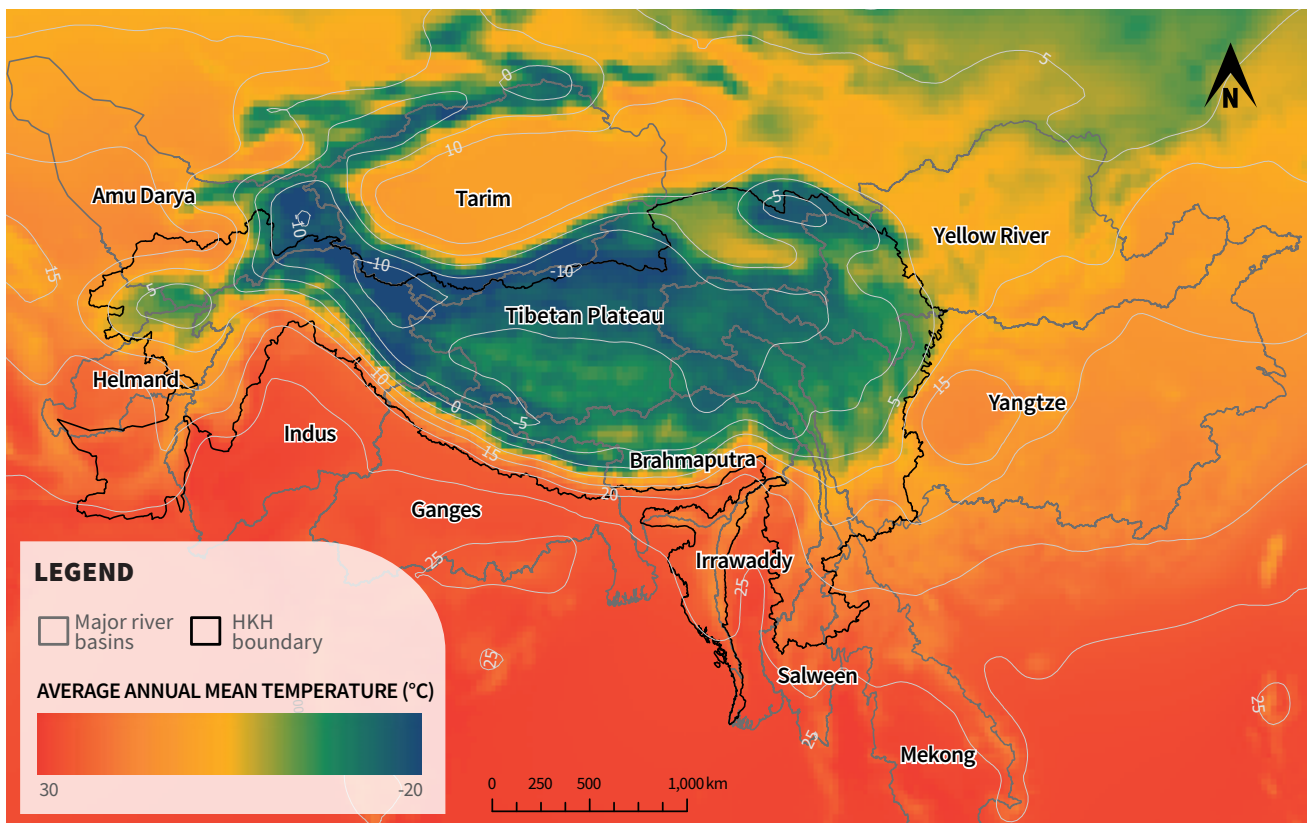 0
5
N
10
Amu Darya
Tarim
5
10
Yellow River
15
10
-10
5
Tibetan Plateau
Helmand
10
15
0
-5
5
Yangtze
Indus
15
Brahmaputra
20
Ganges
25
Irrawaddy
25
LEGEND
Major river
basins
HKH
boundary
25
Salween
AVERAGE ANNUAL MEAN TEMPERATURE (°C)
25
25
Mekong
30
-20
0 250 500 1,000 km